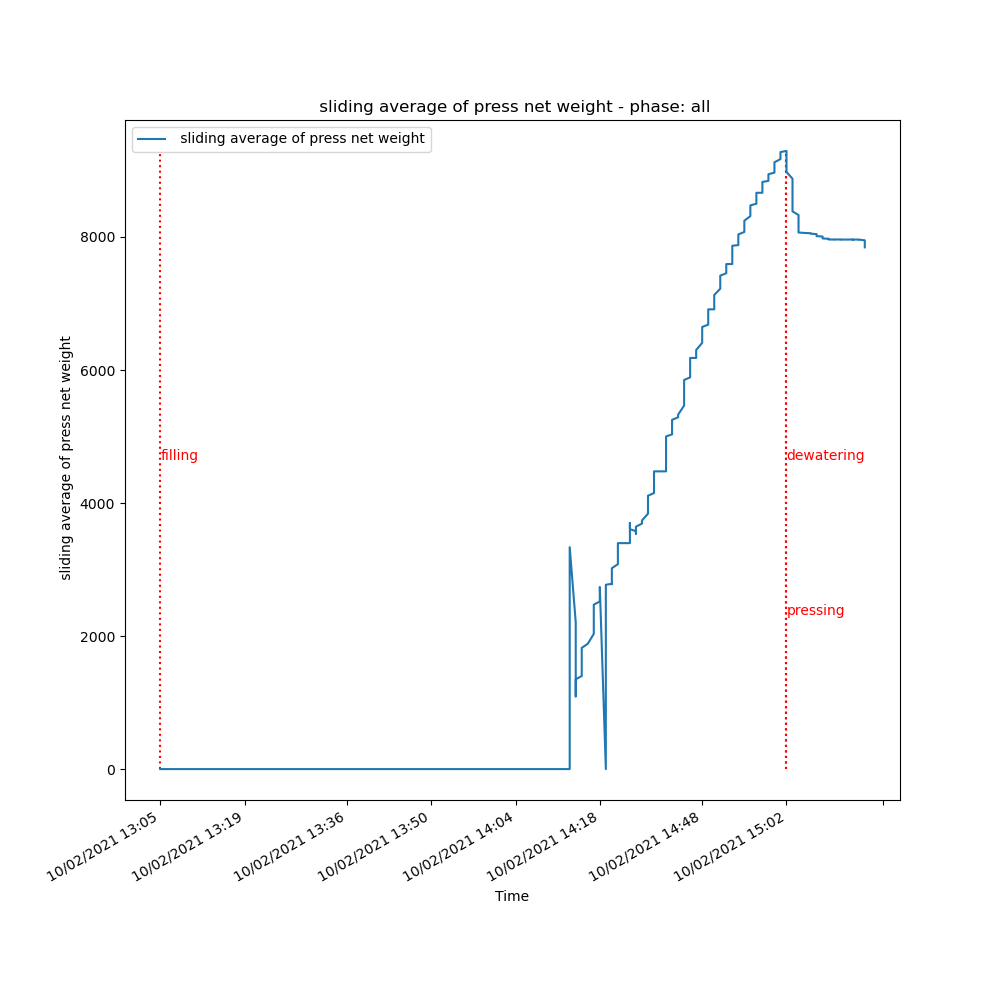 sliding average of press net weight - phase: all
sliding average of press net weight
8000
6000
4000
2000
0
sliding average of press net weight
filling
dewatering
pressing
10/02/2021 13:05
10/02/2021 13:19
10/02/2021 13:36
10/02/2021 13:50
10/02/2021 14:04
10/02/2021 14:18
10/02/2021 14:48
10/02/2021 15:02
Time